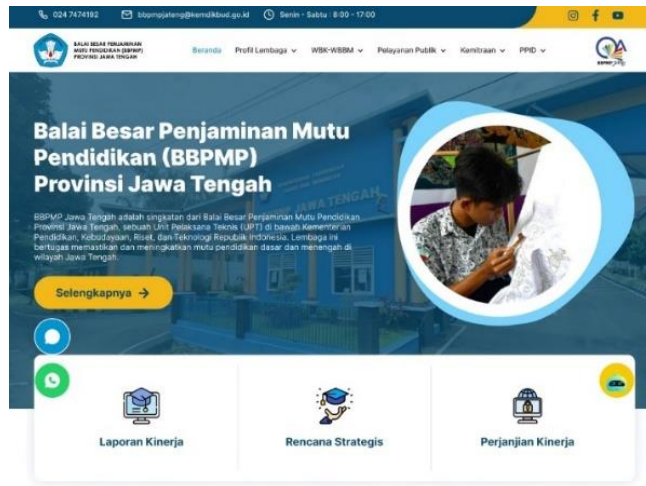 024 7474192 bbpmpjateng@kemdikbud.go.id Senin - Sabtu : 8:00 - 17:00
BALAI BESAR PENJAMINAN
MUTU PENDIDIKAN (BBPMP)
PROVINSI JAWA TENGAH
Beranda Profil Lembaga WBK-WBBM Pelayanan Publik Kemitraan PPID
Balai Besar Penjaminan Mutu
Pendidikan (BBPMP)
Provinsi Jawa Tengah
BBPMP Jawa Tengah adalah singkatan dari Balai Besar Penjaminan Mutu Pendidikan
Provinsi Jawa Tengah, sebuah Unit Pelaksana Teknis (UPT) di bawah Kementerian
Pendidikan, Kebudayaan, Riset, dan Teknologi Republik Indonesia. Lembaga ini
bertugas memastikan dan meningkatkan mutu pendidikan dasar dan menengah di
wilayah Jawa Tengah.
Selengkapnya →
Laporan Kinerja Rencana Strategis Perjanjian Kinerja